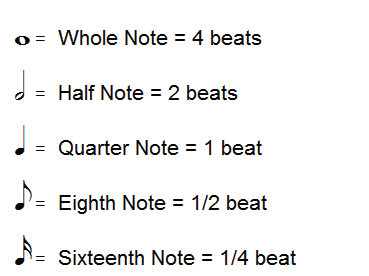 = Whole Note = 4 beats
= Half Note = 2 beats
= Quarter Note = 1 beat
= Eighth Note = 1/2 beat
= Sixteenth Note = 1/4 beat